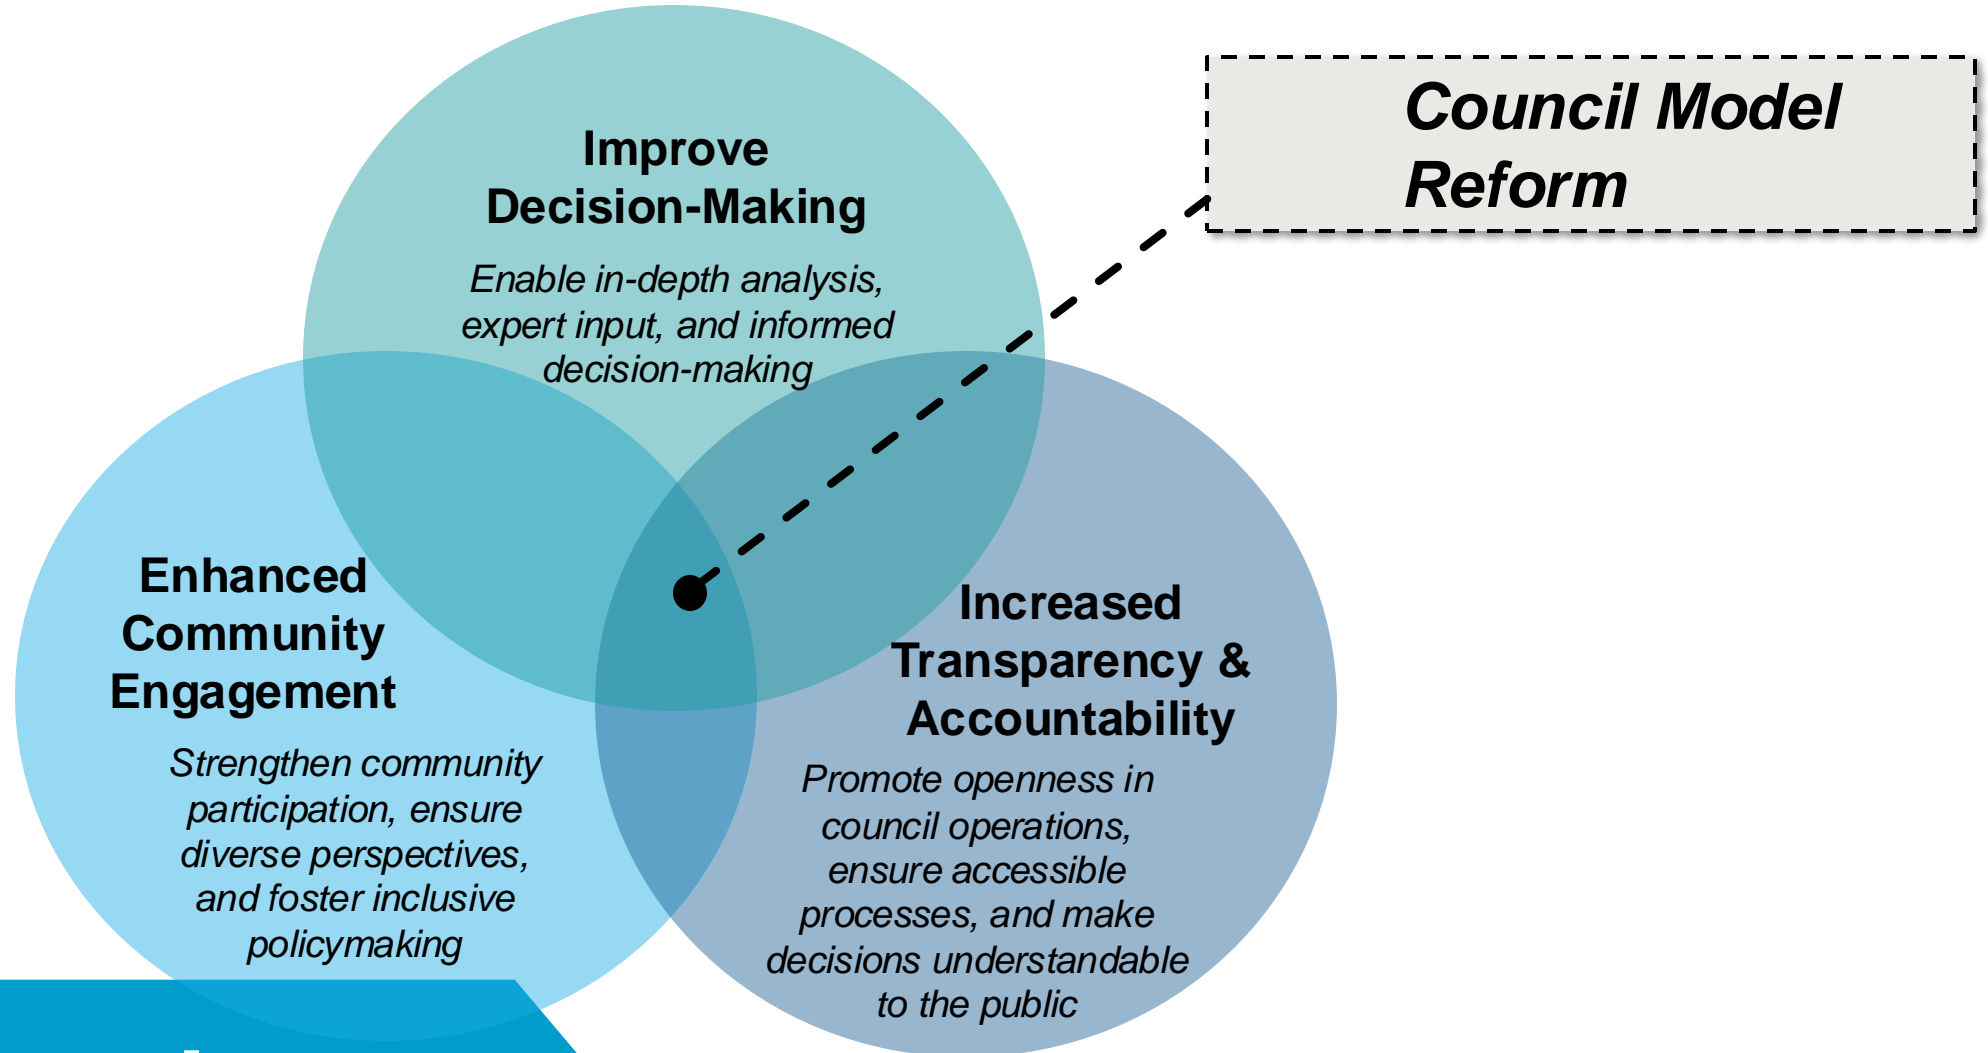 Council Model
Reform
Improve
Decision-Making
Enable in-depth analysis,
expert input, and informed
decision-making
Enhanced
Community
Engagement
Strengthen community
participation, ensure
diverse perspectives,
and foster inclusive
policymaking
Increased
Transparency &
Accountability
Promote openness in
council operations,
ensure accessible
processes, and make
decisions understandable
to the public